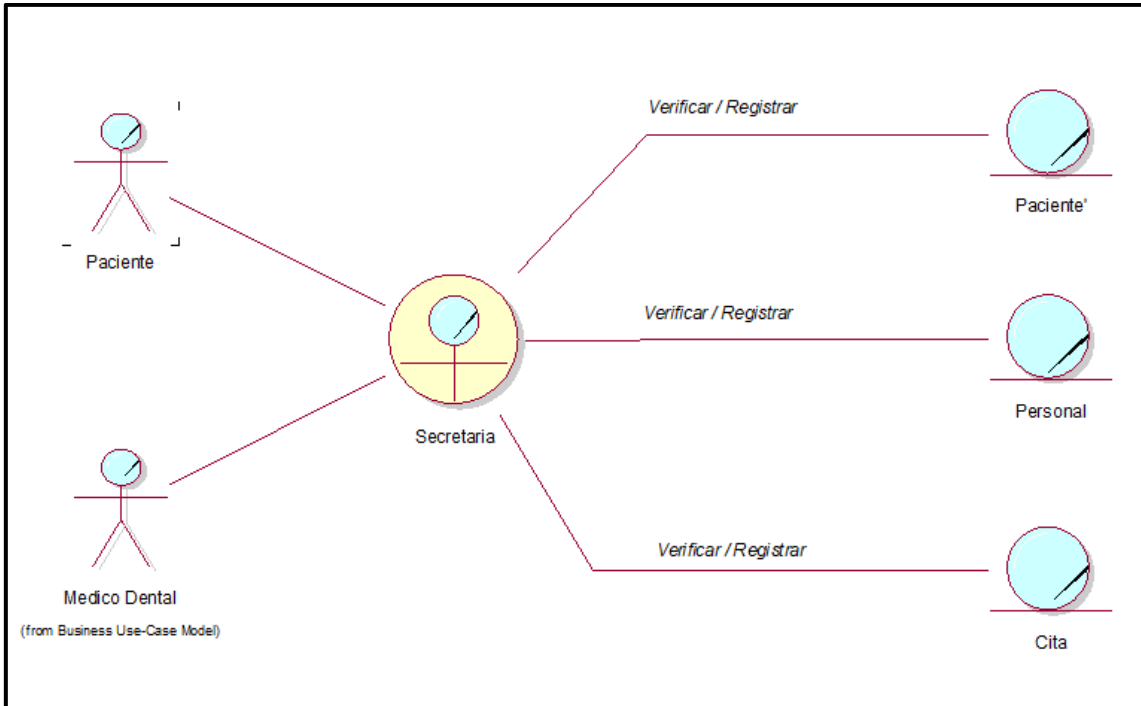 Verificar / Registrar
Paciente'
Paciente
Verificar / Registrar
Personal
Secretaria
Verificar / Registrar
Medico Dental
(from Business Use-Case Model)
Cita